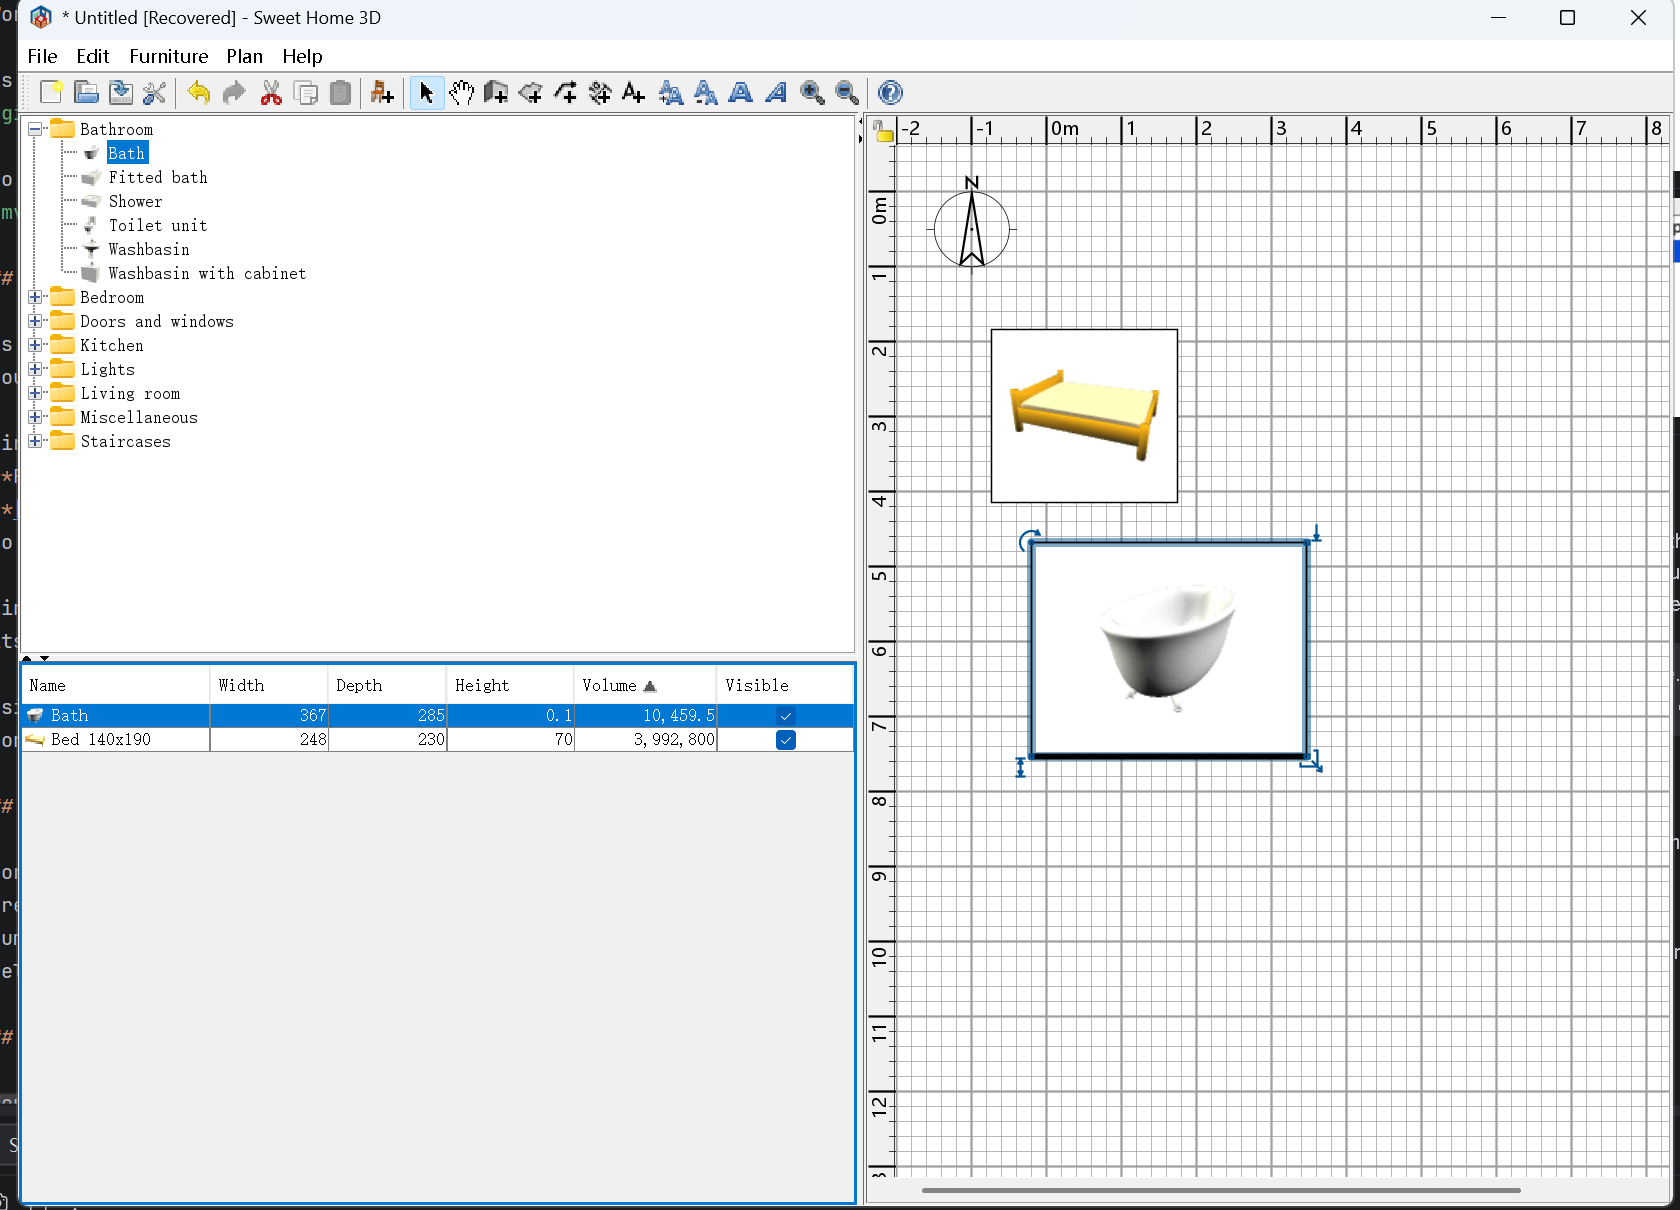 * Untitled [Recovered] - Sweet Home 3D
File Edit Furniture Plan Help
Bathroom
Bath
Fitted bath
Shower
Toilet unit
Washbasin
Washbasin with cabinet
Bedroom
Doors and windows
Kitchen
Lights
Living room
Miscellaneous
Staircases
Name Width Depth Height Volume Visible
Bath 367 285 0.1 10,459.5
Bed 140x190 248 230 70 3,992,800
-2 -1 0m 1 2 3 4 5 6 7 8
N
0m
1
2
3
4
5
6
7
8
9
10
11
12